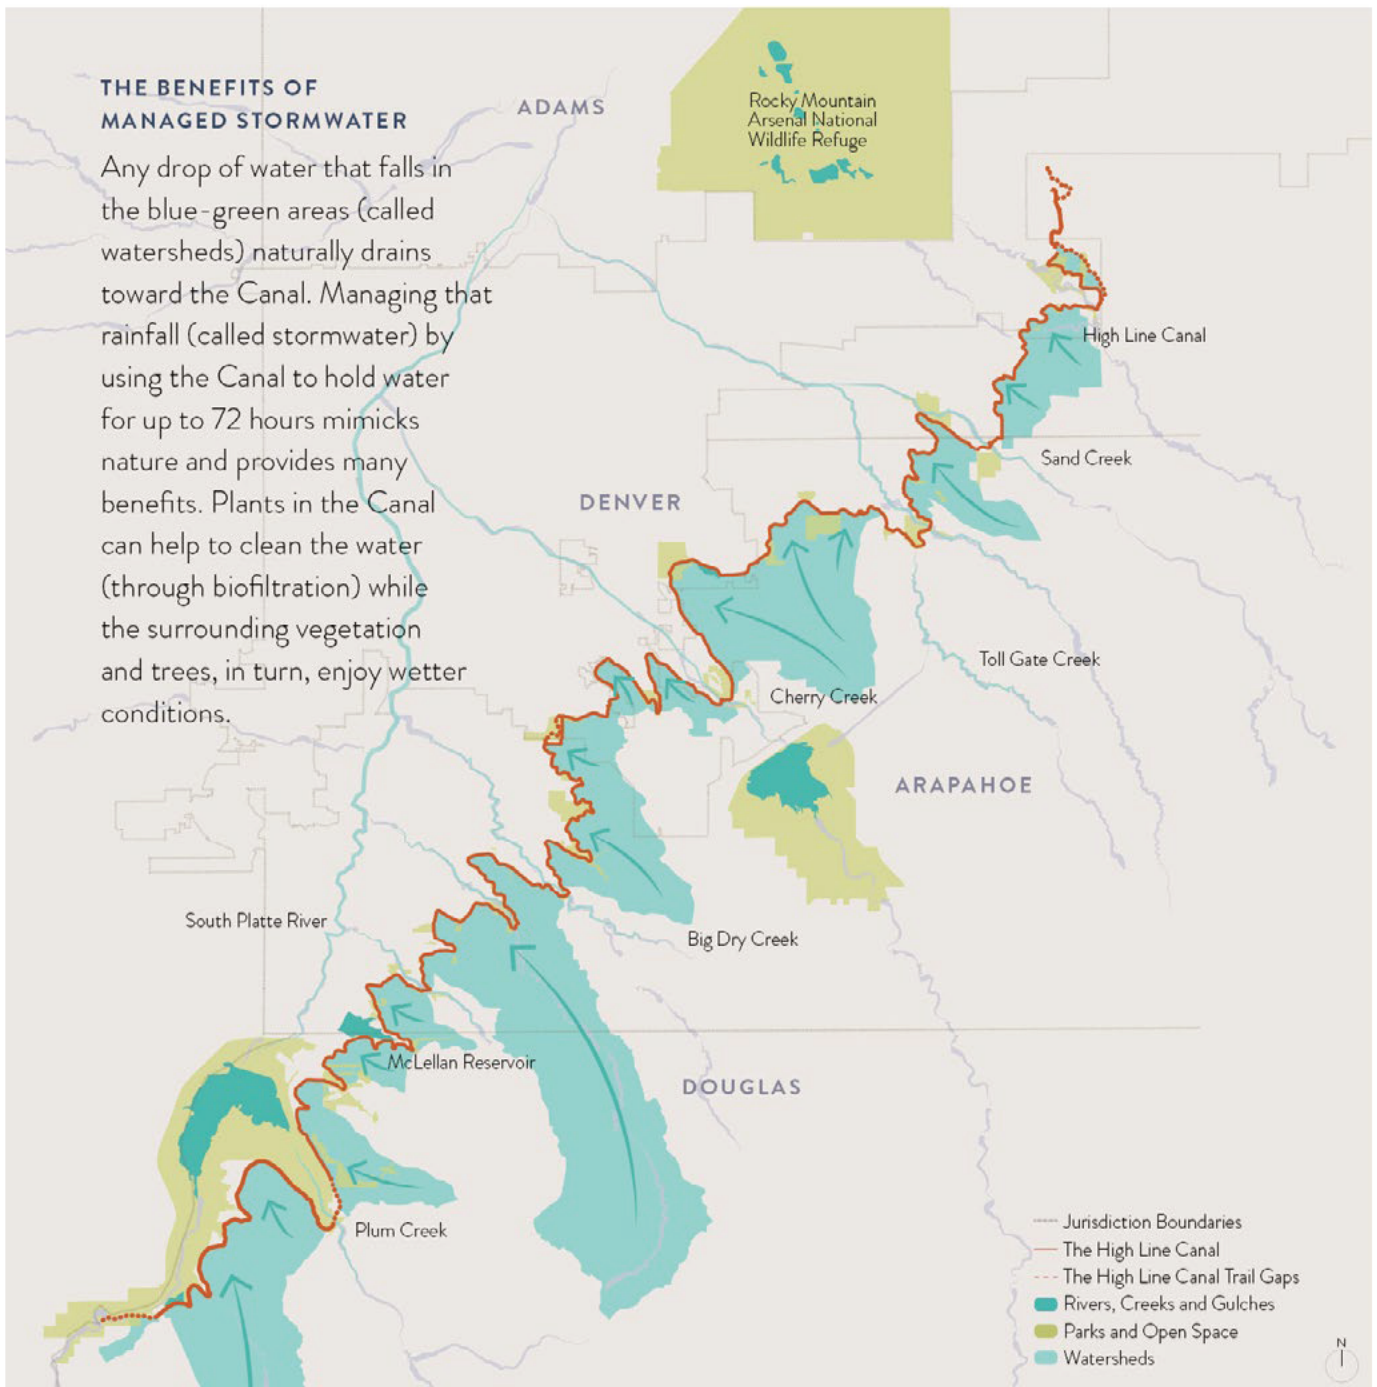 THE BENEFITS OF
MANAGED STORMWATER
Any drop of water that falls in
the blue-green areas (called
watersheds) naturally drains
toward the Canal. Managing that
rainfall (called stormwater) by
using the Canal to hold water
for up to 72 hours mimicks
nature and provides many
benefits. Plants in the Canal
can help to clean the water
(through biofiltration) while
the surrounding vegetation
and trees, in turn, enjoy wetter
conditions.
ADAMS
Rocky Mountain
Arsenal National
Wildlife Refuge
High Line Canal
Sand Creek
DENVER
Toll Gate Creek
Cherry Creek
ARAPAHOE
South Platte River
Big Dry Creek
McLellan Reservoir
DOUGLAS
Plum Creek
Jurisdiction Boundaries
The High Line Canal
The High Line Canal Trail Gaps
Rivers, Creeks and Gulches
Parks and Open Space
Watersheds
N